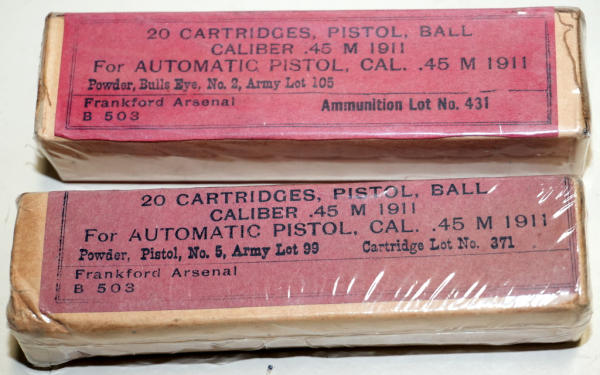 20 CARTRIDGES, PISTOL, BALL
CALIBER .45 M 1911
For AUTOMATIC PISTOL, CAL. .45 M 1911
Powder, Bulls Eye, No. 2, Army Lot 105
Frankford Arsenal Ammunition Lot No. 431
B 503
20 CARTRIDGES, PISTOL, BALL
CALIBER .45 M 1911
For AUTOMATIC PISTOL, CAL. .45 M 1911
Powder, Pistol, No. 5, Army Lot 99 Cartridge Lot No. 371
Frankford Arsenal
B 503